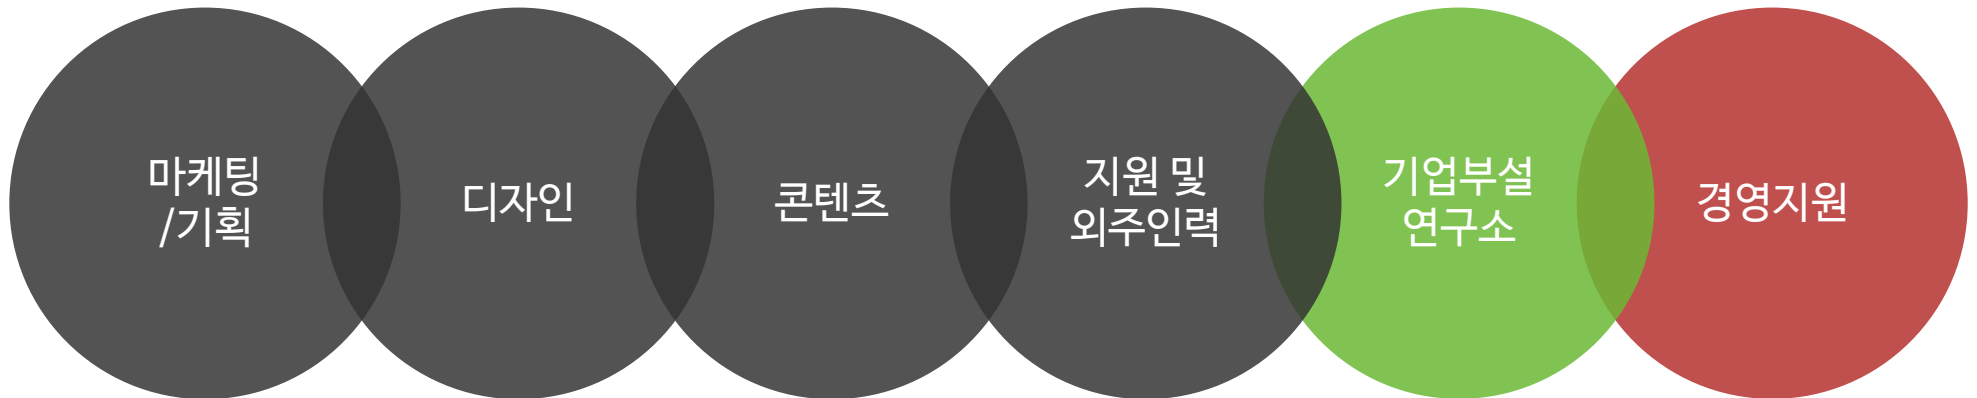 마케팅
/기획
디자인
콘텐츠
지원 및
외주인력
기업부설
연구소
경영지원